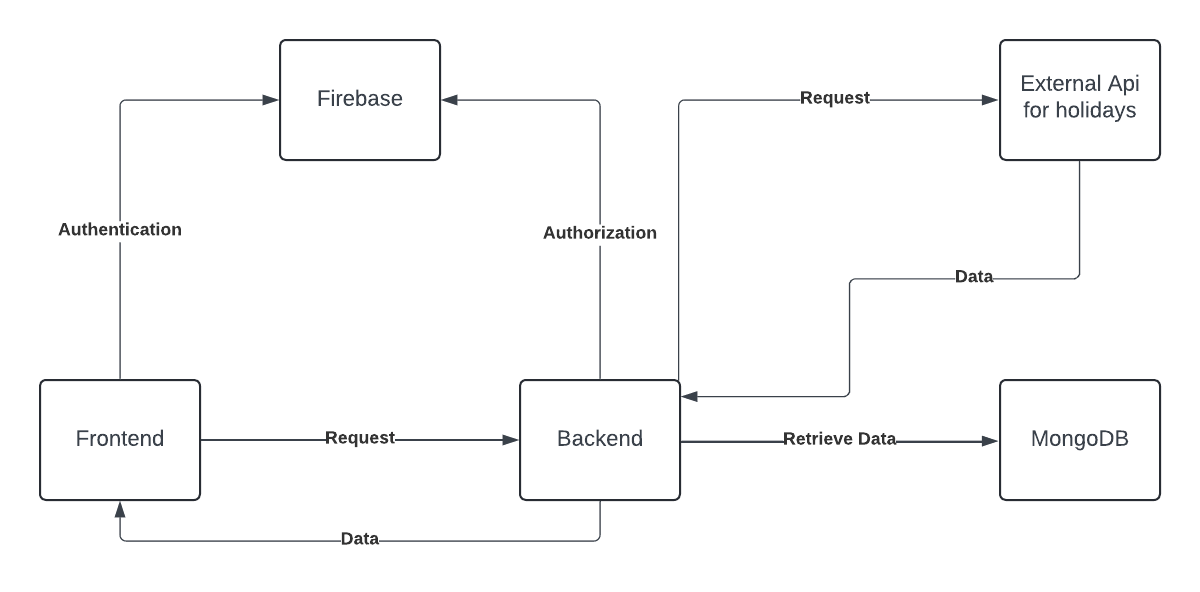 Firebase
External Api
for holidays
Request
Authentication
Authorization
Data
Frontend
Request
Backend
Retrieve Data
MongoDB
Data